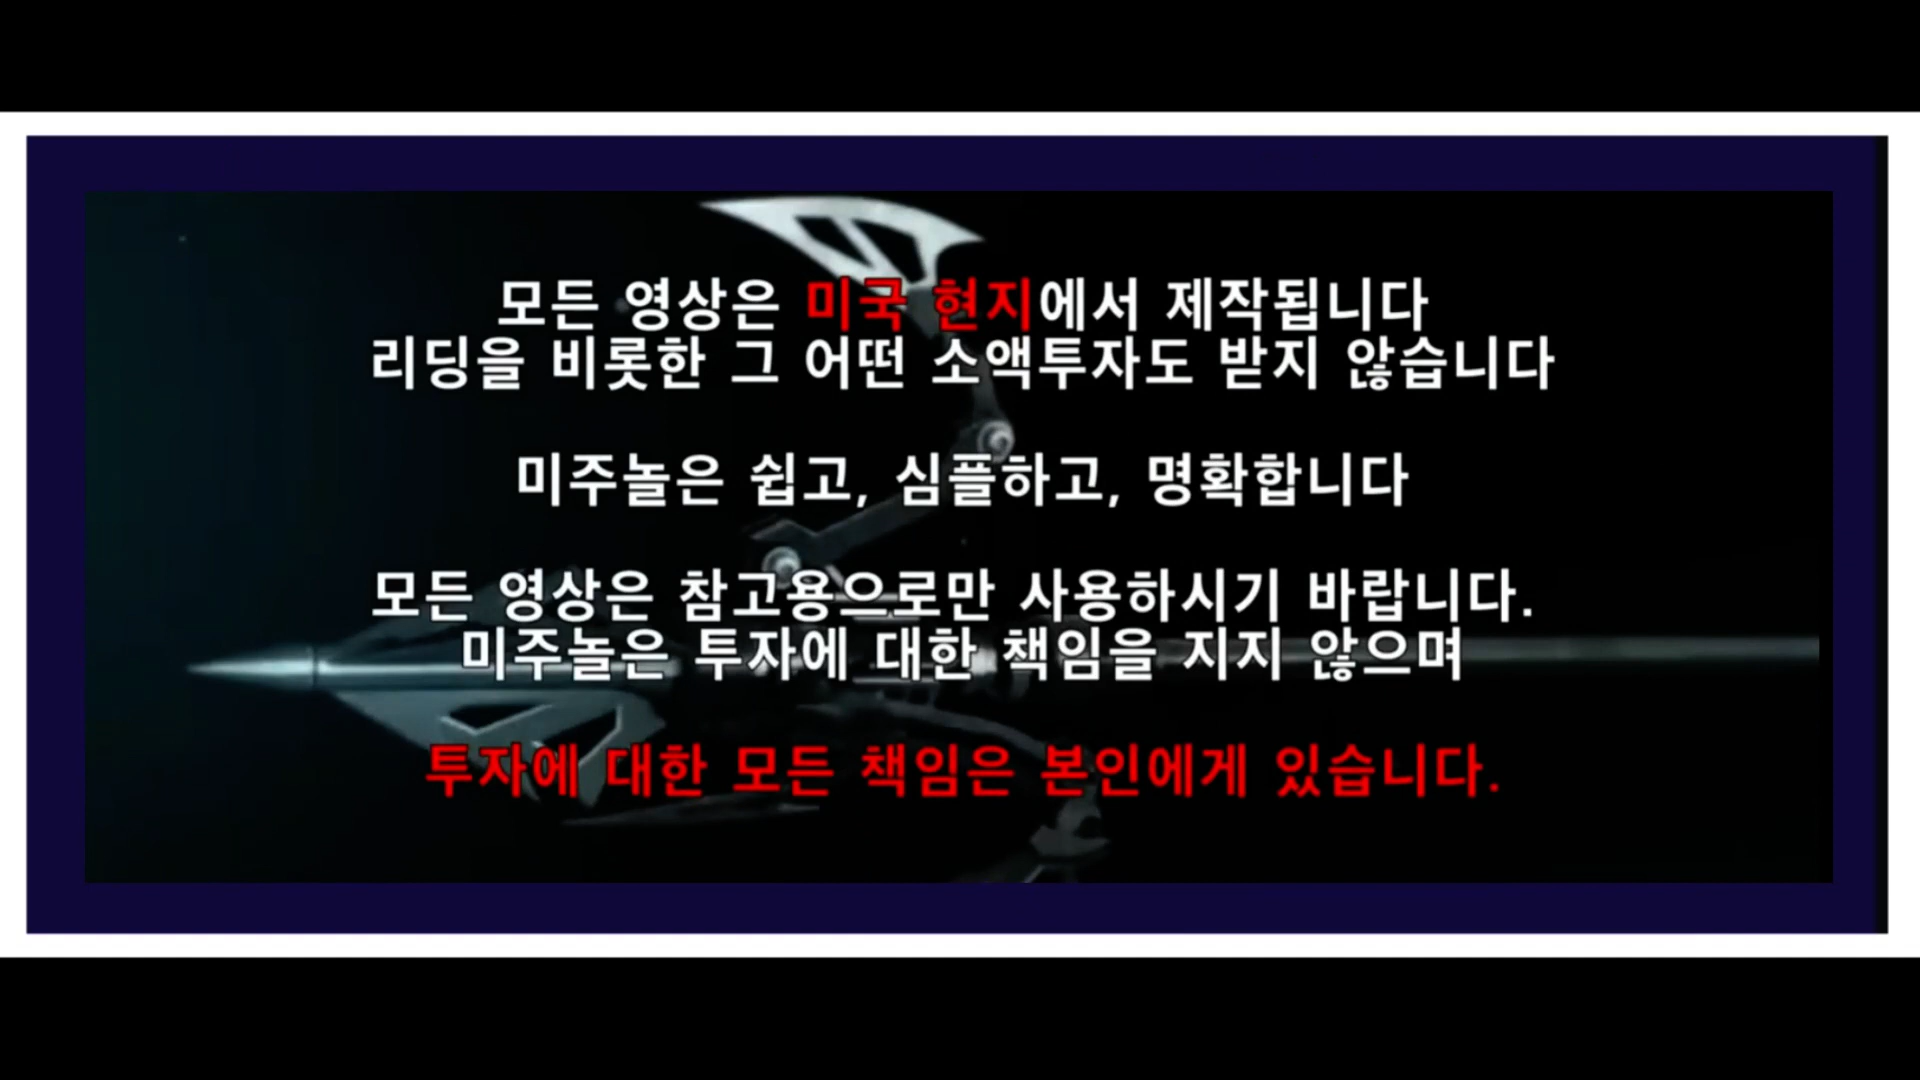 모든 영상은 미국 현지에서 제작됩니다
리딩을 비롯한 그 어떤 소액투자도 받지 않습니다
미주놀은 쉽고, 심플하고, 명확합니다
모든 영상은 참고용으로만 사용하시기 바랍니다.
미주놀은 투자에 대한 책임을 지지 않으며
투자에 대한 모든 책임은 본인에게 있습니다.